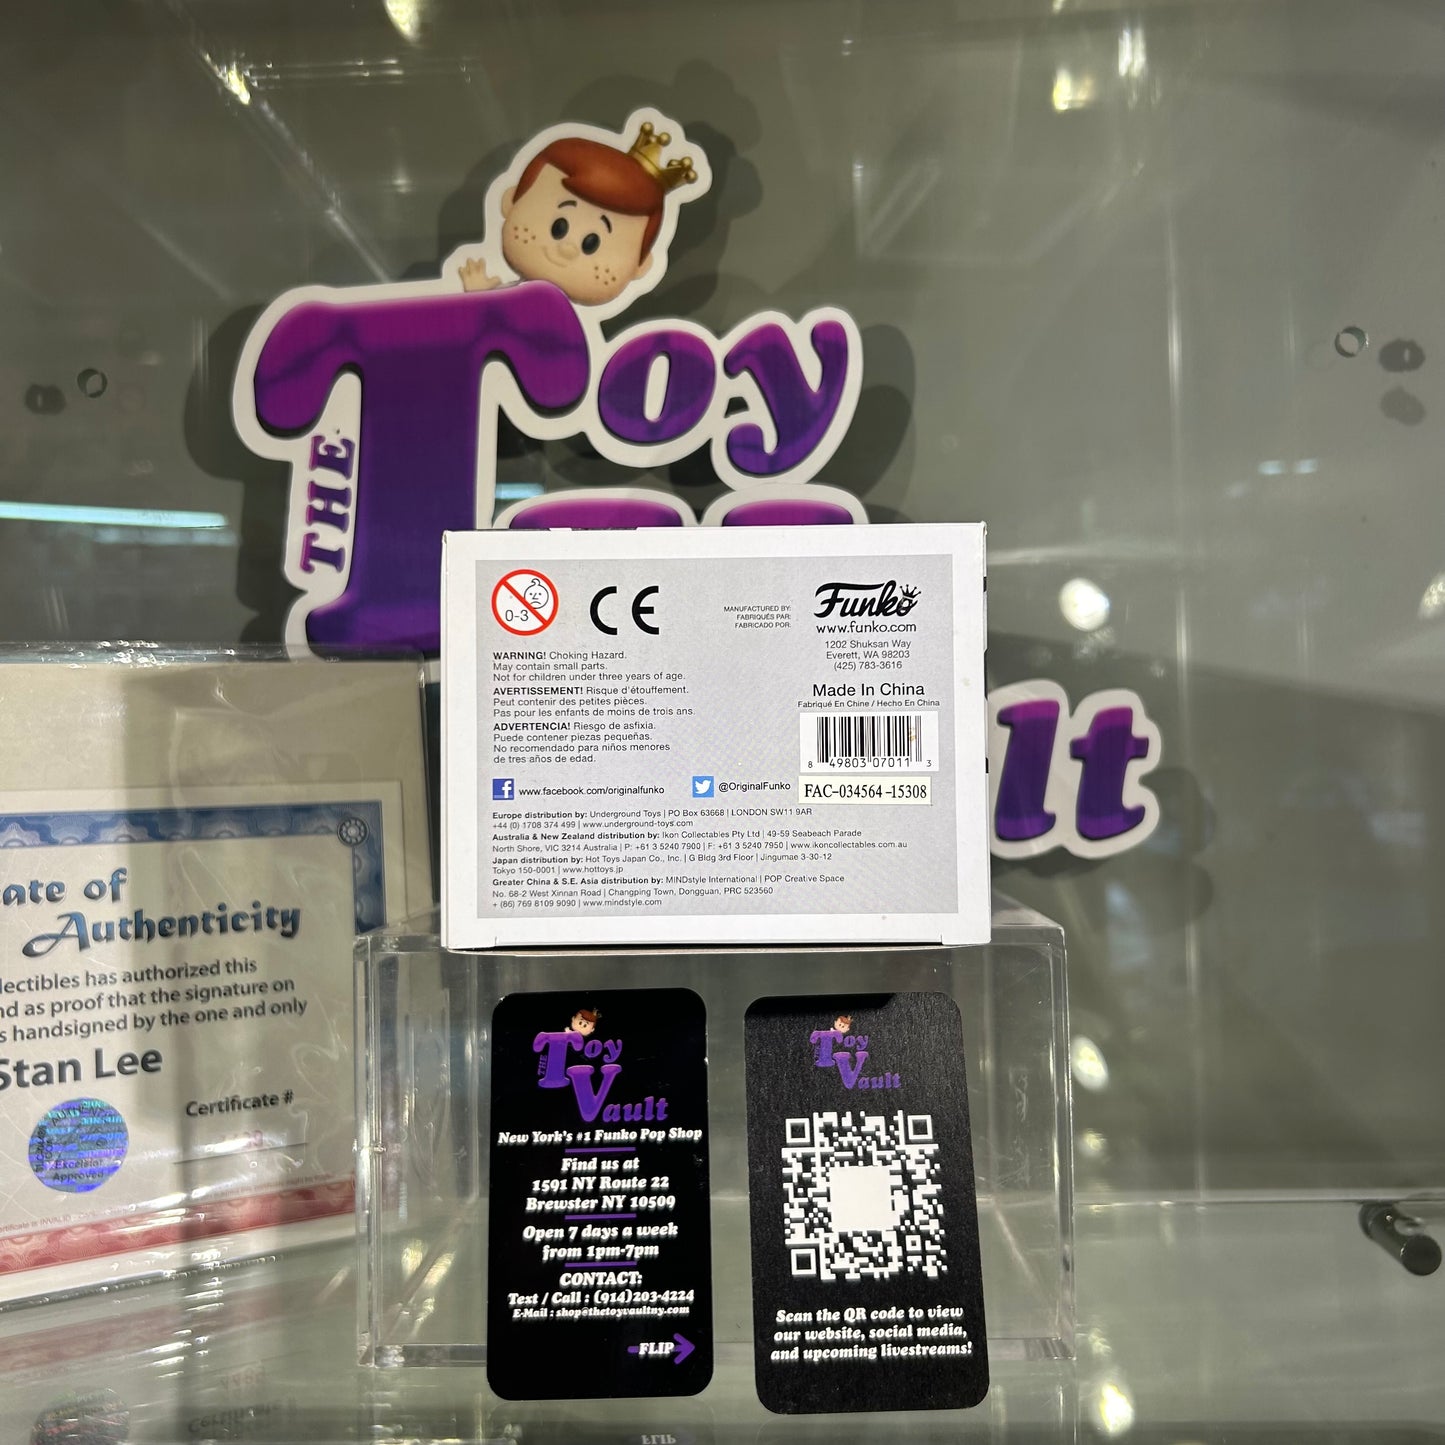 THE
Toy
ult
0-3
CE
MANUFACTURED BY:
FABRIQUÉS PAR:
FABRICADO POR:
Funko
www.funko.com
1202 Shuksan Way
Everett, WA 98203
(425) 783-3616
Made In China
Fabriqué En Chine / Hecho En China
8 49803 07011 3
FAC-034564-15308
WARNING! Choking Hazard.
May contain small parts.
Not for children under three years of age.
AVERTISSEMENT! Risque d'étouffement.
Peut contenir des petites pièces.
Pas pour les enfants de moins de trois ans.
ADVERTENCIA! Riesgo de asfixia.
Puede contener piezas pequeñas.
No recomendado para niños menores
de tres años de edad.
www.facebook.com/originalfunko
@OriginalFunko
Europe distribution by: Underground Toys | PO Box 63668 | LONDON SW11 9AR
+44 (0) 1708 374 499 | www.underground-toys.com
Australia & New Zealand distribution by: Ikon Collectables Pty Ltd | 49-59 Seabeach Parade
North Shore, VIC 3214 Australia | P: +61 3 5240 7900 | F: +61 3 5240 7950 | www.ikoncollectables.com.au
Japan distribution by: Hot Toys Japan Co., Inc. | G Bldg 3rd Floor | Jingumae 3-30-12
Tokyo 150-0001 | www.hottoys.jp
Greater China & S.E. Asia distribution by: MINDstyle International | POP Creative Space
No. 68-2 West Xinnan Road | Changping Town, Dongguan, PRC 523560
+ (86) 769 8109 9090 | www.mindstyle.com
cate of
Authenticity
llectibles has authorized this
nd as proof that the signature on
s handsigned by the one and only
Stan Lee
Certificate #
Excelsior
Approved
THE
Toy
Vault
New York's #1 Funko Pop Shop
Find us at
1591 NY Route 22
Brewster NY 10509
Open 7 days a week
from 1pm-7pm
CONTACT:
Text / Call : (914)203-4224
E-Mail : shop@thetoyvaultny.com
FLIP
THE
Toy
Vault
Scan the QR code to view
our website, social media,
and upcoming livestreams!